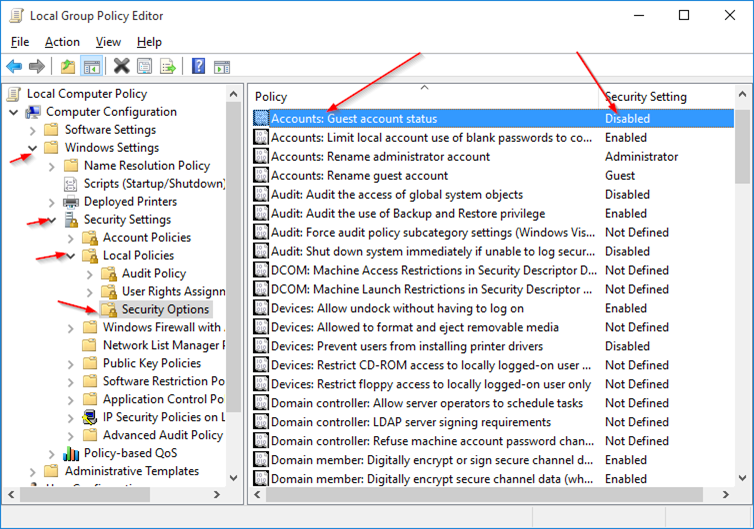 Local Group Policy Editor
File Action View Help
Local Computer Policy
Computer Configuration
Software Settings
Windows Settings
Name Resolution Policy
Scripts (Startup/Shutdown)
Deployed Printers
Security Settings
Account Policies
Local Policies
Audit Policy
User Rights Assignm
Security Options
Windows Firewall with
Network List Manager P
Public Key Policies
Software Restriction Po
Application Control Po
IP Security Policies on L
Advanced Audit Policy
Policy-based QoS
Administrative Templates
Policy Security Setting
Accounts: Guest account status Disabled
Accounts: Limit local account use of blank passwords to co... Enabled
Accounts: Rename administrator account Administrator
Accounts: Rename guest account Guest
Audit: Audit the access of global system objects Disabled
Audit: Audit the use of Backup and Restore privilege Enabled
Audit: Force audit policy subcategory settings (Windows Vis... Not Defined
Audit: Shut down system immediately if unable to log secur... Disabled
DCOM: Machine Access Restrictions in Security Descriptor D... Not Defined
DCOM: Machine Launch Restrictions in Security Descriptor ... Not Defined
Devices: Allow undock without having to log on Enabled
Devices: Allowed to format and eject removable media Not Defined
Devices: Prevent users from installing printer drivers Disabled
Devices: Restrict CD-ROM access to locally logged-on user ... Not Defined
Devices: Restrict floppy access to locally logged-on user only Not Defined
Domain controller: Allow server operators to schedule tasks Not Defined
Domain controller: LDAP server signing requirements Not Defined
Domain controller: Refuse machine account password chan... Not Defined
Domain member: Digitally encrypt or sign secure channel d... Enabled
Domain member: Digitally encrypt secure channel data (wh... Enabled